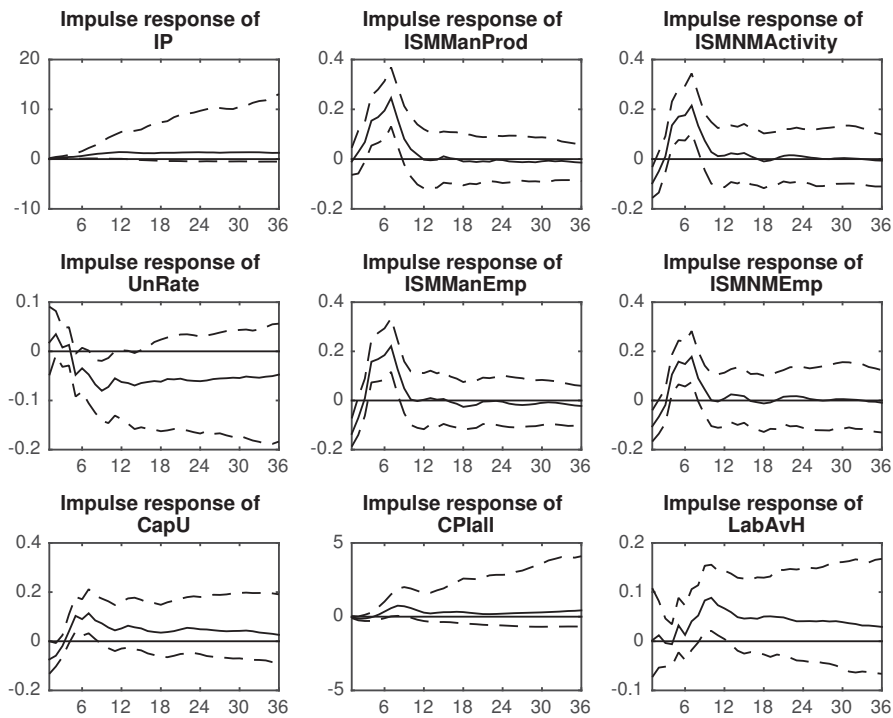 Impulse response of
IP
20
10
0
-10
6 12 18 24 30 36
Impulse response of
ISMManProd
0.4
0.2
0
-0.2
6 12 18 24 30 36
Impulse response of
ISMNMActivity
0.4
0.2
0
-0.2
6 12 18 24 30 36
Impulse response of
UnRate
0.1
0
-0.1
-0.2
6 12 18 24 30 36
Impulse response of
ISMManEmp
0.4
0.2
0
-0.2
6 12 18 24 30 36
Impulse response of
ISMNMEmp
0.4
0.2
0
-0.2
6 12 18 24 30 36
Impulse response of
CapU
0.4
0.2
0
-0.2
6 12 18 24 30 36
Impulse response of
CPIall
5
0
-5
6 12 18 24 30 36
Impulse response of
LabAvH
0.2
0.1
0
-0.1
6 12 18 24 30 36